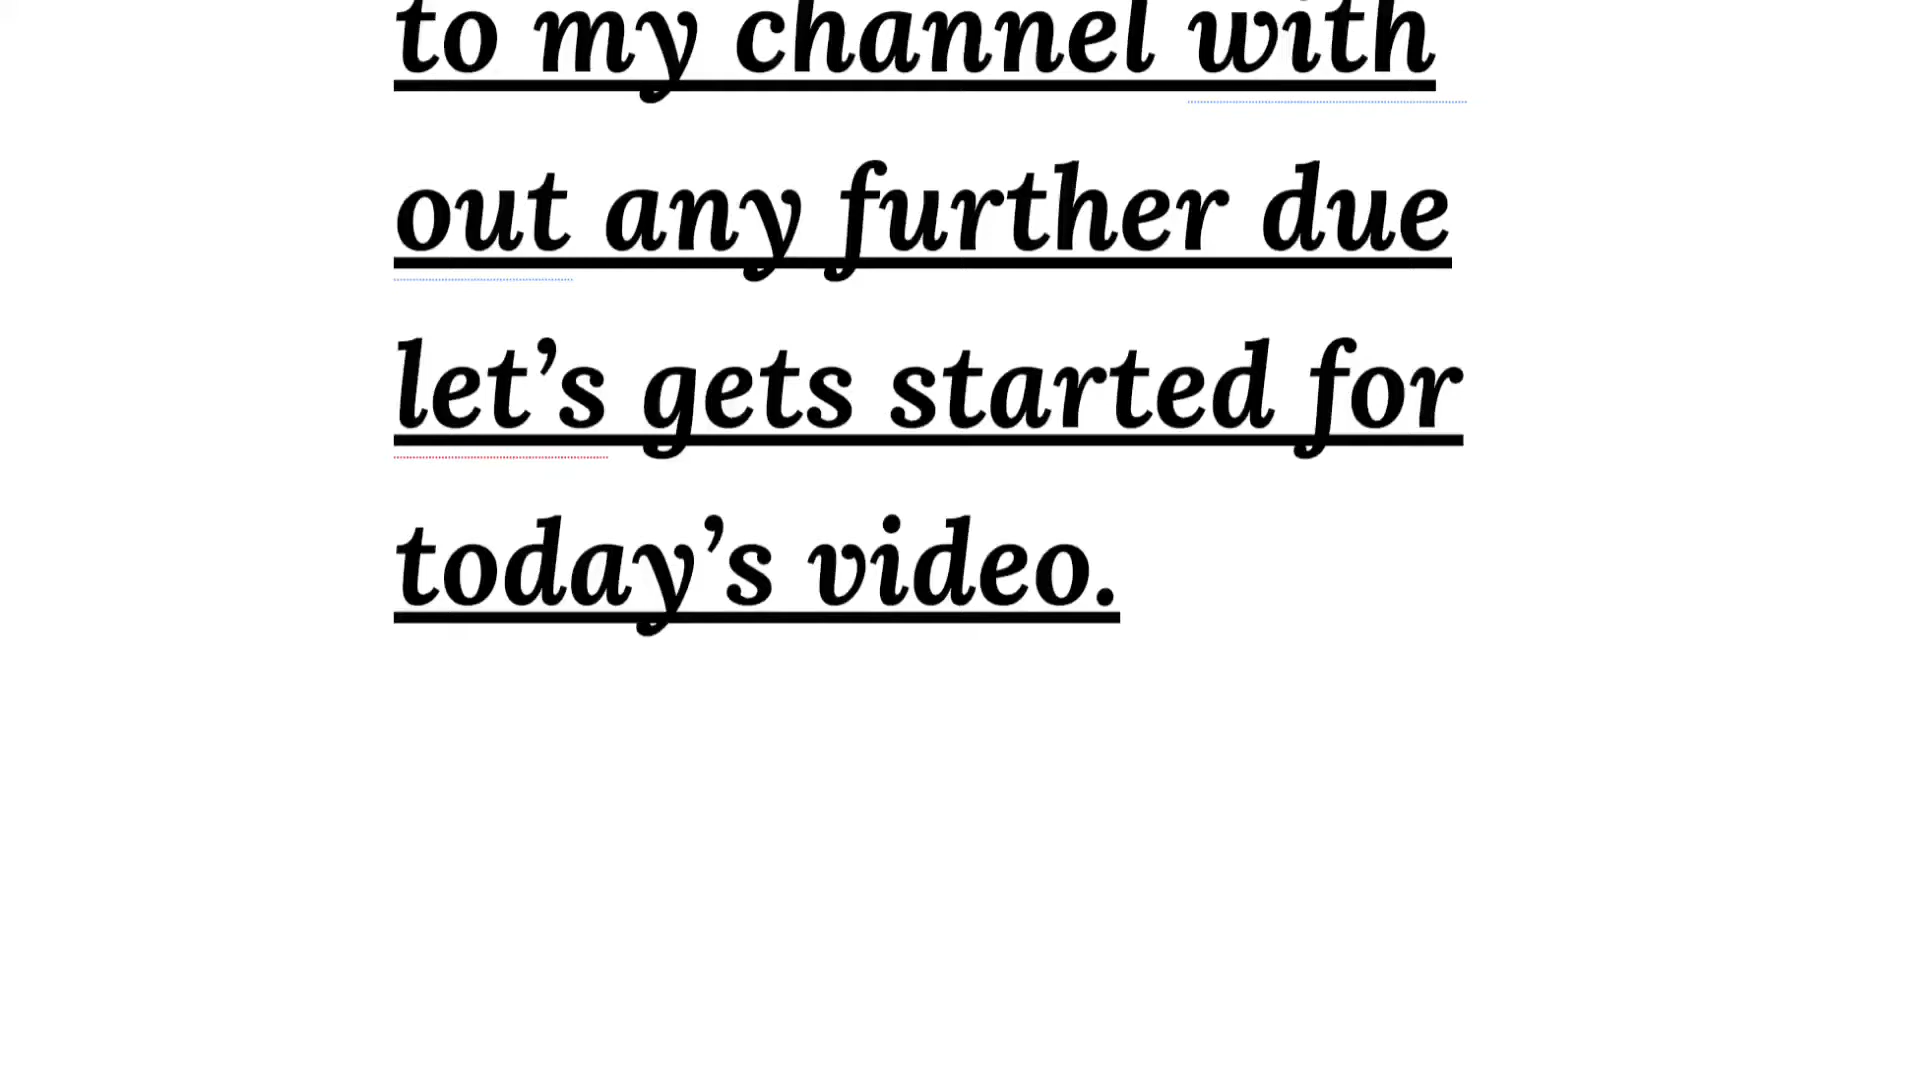 to my channel with
out any further due
let’s gets started for
today’s video.